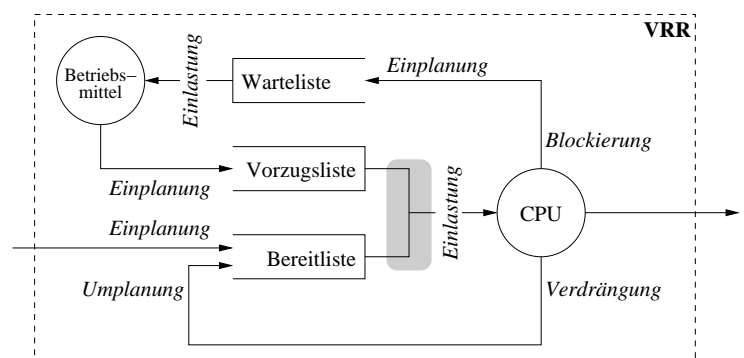 VRR
Betriebs–
mittel
Einlastung
Warteliste
Einplanung
Blockierung
Einplanung
Vorzugsliste
Einlastung
CPU
Einplanung
Bereitliste
Umplanung
Verdrängung